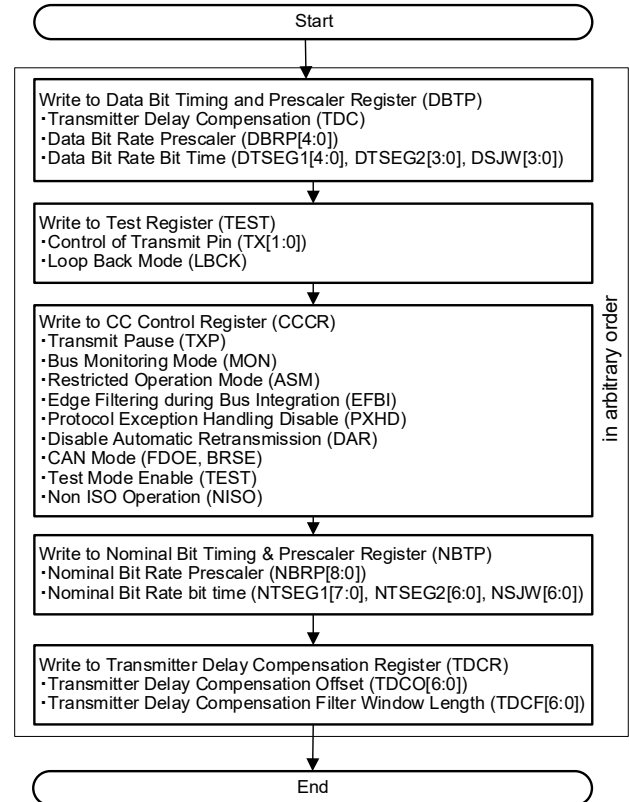 Start
Write to Data Bit Timing and Prescaler Register (DBTP)
・Transmitter Delay Compensation (TDC)
・Data Bit Rate Prescaler (DBRP[4:0])
・Data Bit Rate Bit Time (DTSEG1[4:0], DTSEG2[3:0], DSJW[3:0])
Write to Test Register (TEST)
・Control of Transmit Pin (TX[1:0])
・Loop Back Mode (LBCK)
Write to CC Control Register (CCCR)
・Transmit Pause (TXP)
・Bus Monitoring Mode (MON)
・Restricted Operation Mode (ASM)
・Edge Filtering during Bus Integration (EFBI)
・Protocol Exception Handling Disable (PXHD)
・Disable Automatic Retransmission (DAR)
・CAN Mode (FDOE, BRSE)
・Test Mode Enable (TEST)
・Non ISO Operation (NISO)
in arbitrary order
Write to Nominal Bit Timing & Prescaler Register (NBTP)
・Nominal Bit Rate Prescaler (NBRP[8:0])
・Nominal Bit Rate bit time (NTSEG1[7:0], NTSEG2[6:0], NSJW[6:0])
Write to Transmitter Delay Compensation Register (TDCR)
・Transmitter Delay Compensation Offset (TDCO[6:0])
・Transmitter Delay Compensation Filter Window Length (TDCF[6:0])
End